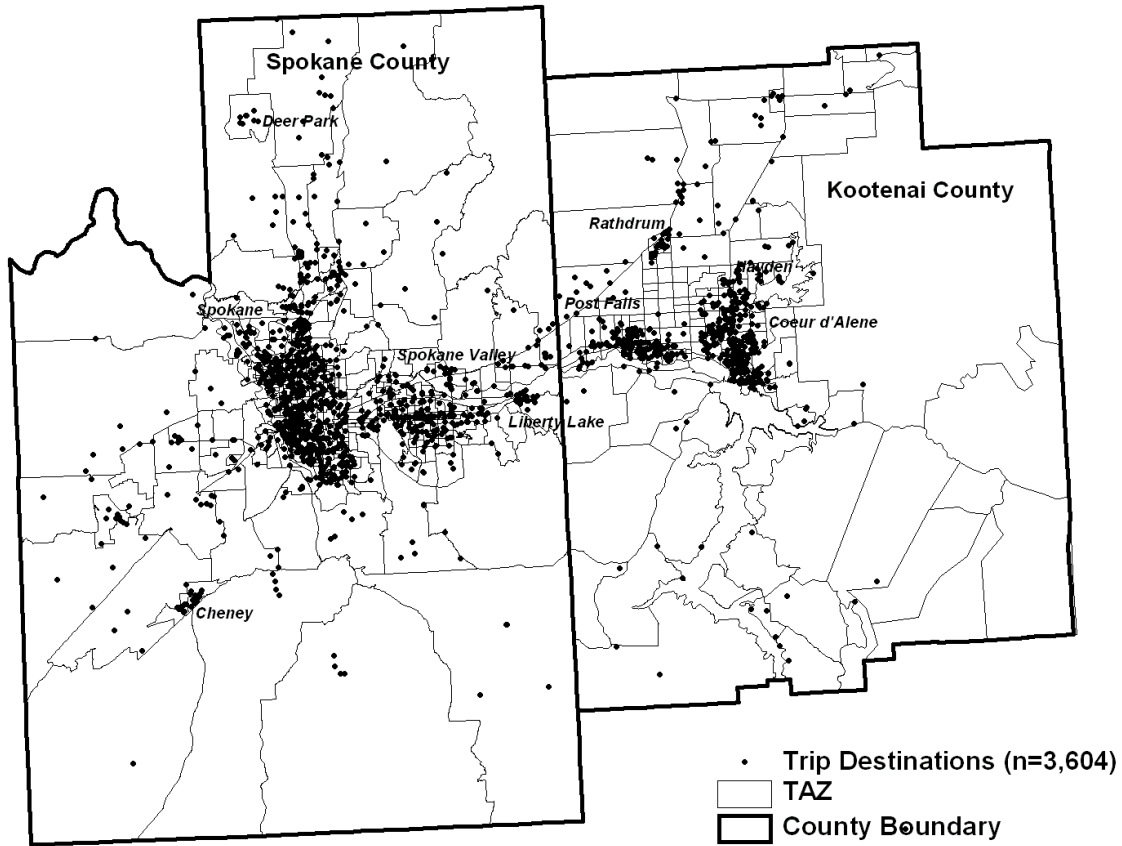 Spokane County
Deer Park
Kootenai County
Rathdrum
Hayden
Post Falls
Spokane
Coeur d'Alene
Spokane Valley
Liberty Lake
Cheney
Trip Destinations (n=3,604)
TAZ
County Boundary